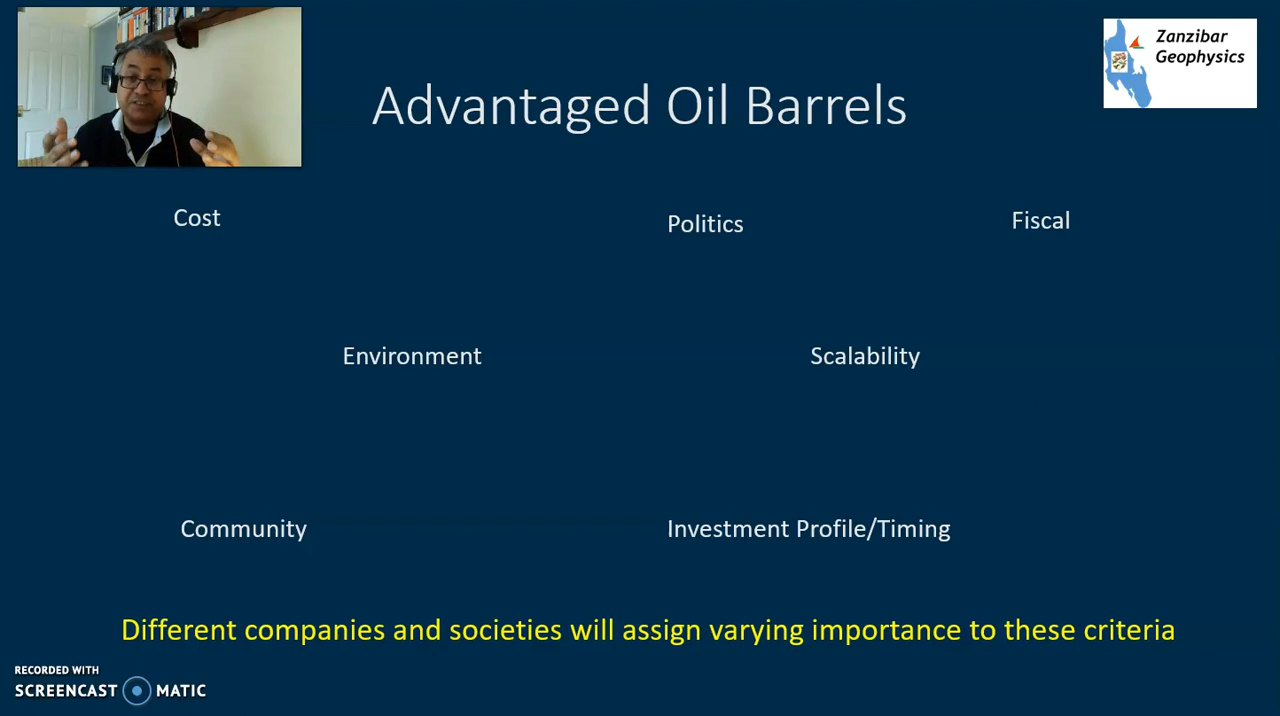 Zanzibar
Geophysics
Advantaged Oil Barrels
Cost
Politics
Fiscal
Environment
Scalability
Community
Investment Profile/Timing
Different companies and societies will assign varying importance to these criteria
RECORDED WITH
SCREENCAST MATIC